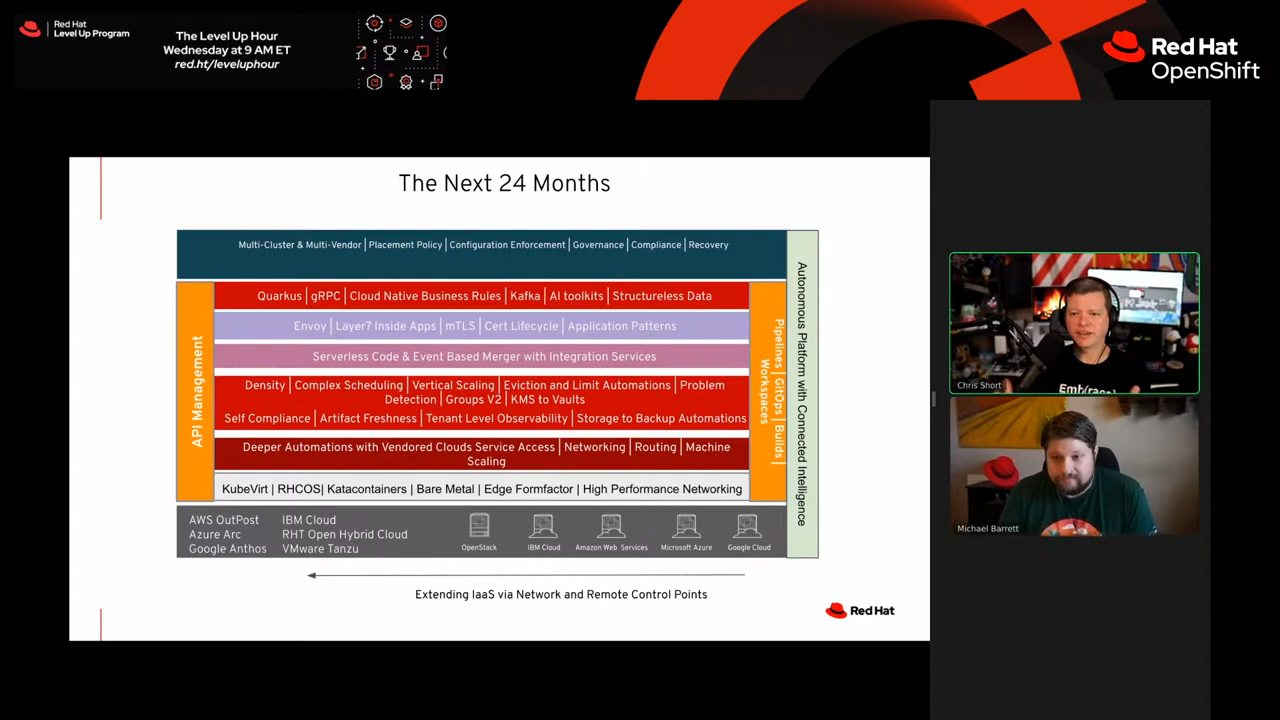 Red Hat
Level Up Program
The Level Up Hour
Wednesday at 9 AM ET
red.ht/leveluphour
Red Hat
OpenShift
The Next 24 Months
Multi-Cluster & Multi-Vendor | Placement Policy | Configuration Enforcement | Governance | Compliance | Recovery
API Management
Quarkus | gRPC | Cloud Native Business Rules | Kafka | AI toolkits | Structureless Data
Envoy | Layer7 Inside Apps | mTLS | Cert Lifecycle | Application Patterns
Serverless Code & Event Based Merger with Integration Services
Density | Complex Scheduling | Vertical Scaling | Eviction and Limit Automations | Problem
Detection | Groups V2 | KMS to Vaults
Self Compliance | Artifact Freshness | Tenant Level Observability | Storage to Backup Automations
Deeper Automations with Vendored Clouds Service Access | Networking | Routing | Machine
Scaling
KubeVirt | RHCOS| Katacontainers | Bare Metal | Edge Formfactor | High Performance Networking
Pipelines | GitOps | Builds |
Workspaces
Autonomous Platform with Connected Intelligence
AWS OutPost
Azure Arc
Google Anthos
IBM Cloud
RHT Open Hybrid Cloud
VMware Tanzu
OpenStack
IBM Cloud
Amazon Web Services
Microsoft Azure
Google Cloud
Extending IaaS via Network and Remote Control Points
Red Hat
Chris Short
Michael Barrett